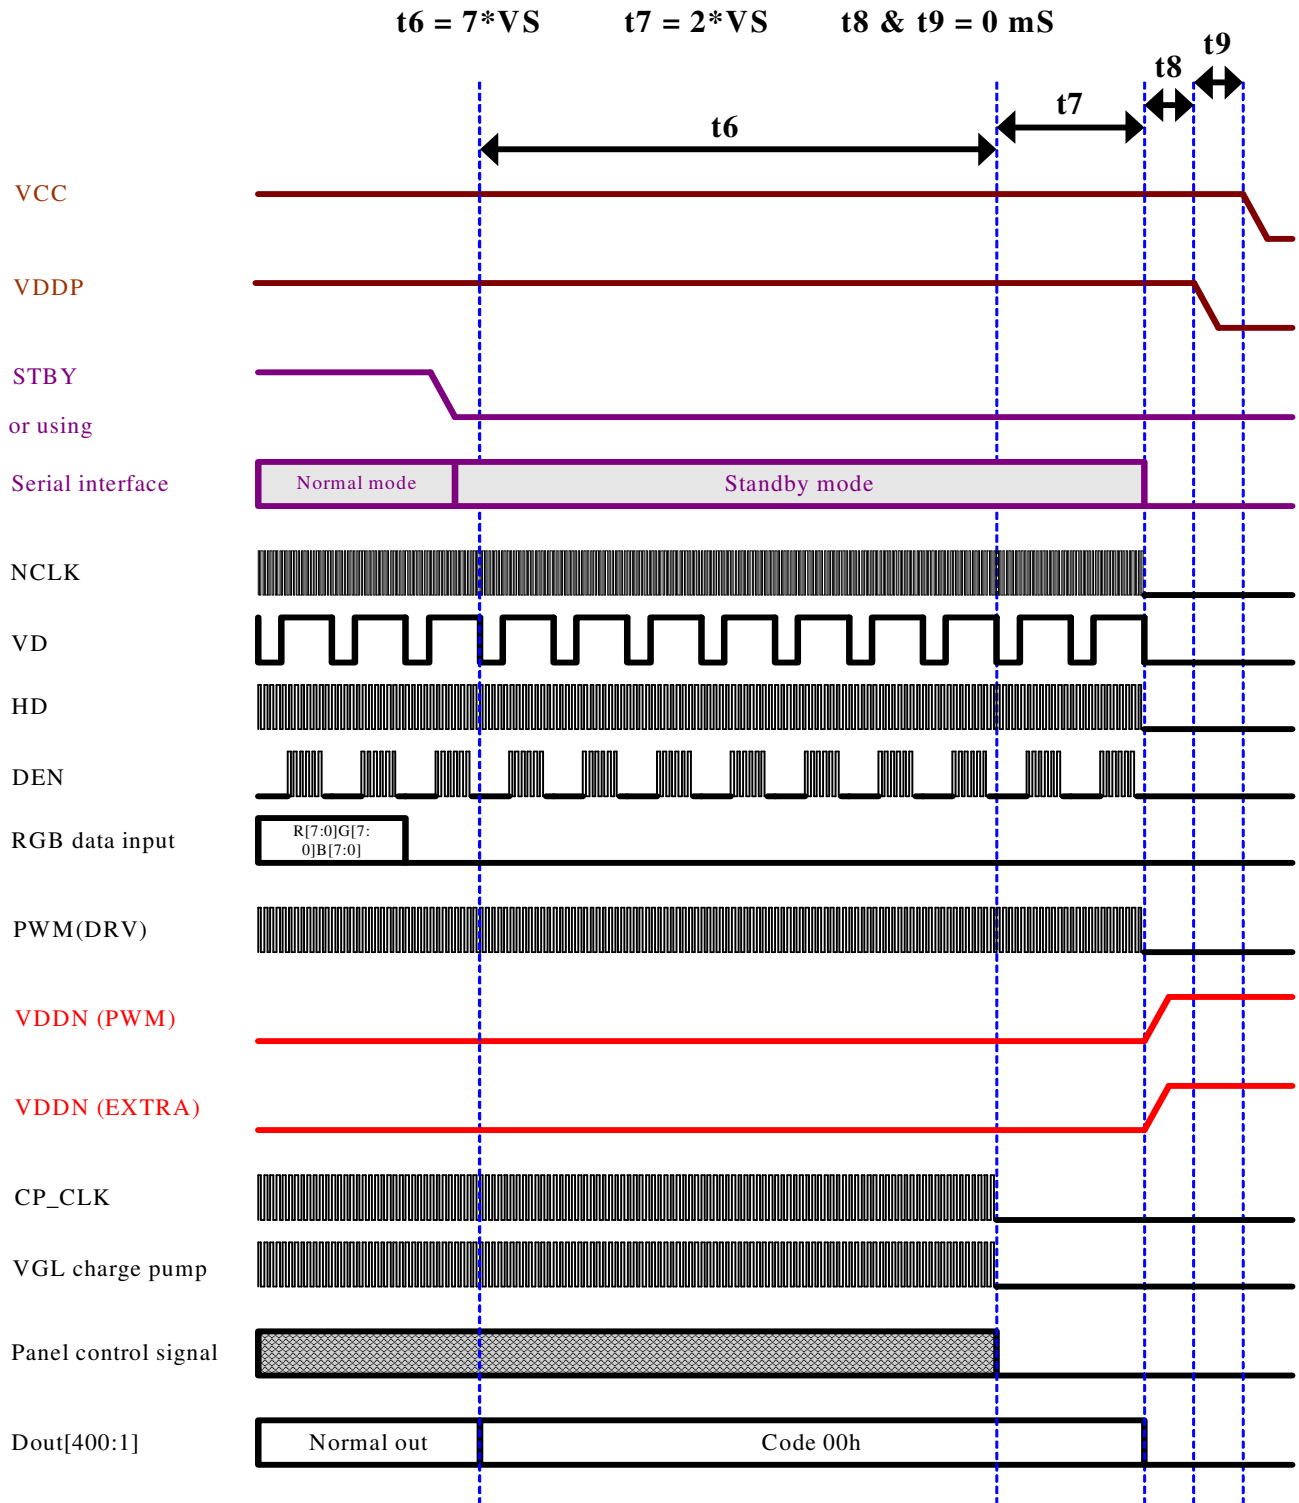 t6 = 7*VS t7 = 2*VS t8 & t9 = 0 mS
t9
t8
t7
t6
VCC
VDDP
STBY
or using
Serial interface
Normal mode
Standby mode
NCLK
VD
HD
DEN
RGB data input
R[7:0]G[7:
0]B[7:0]
PWM(DRV)
VDDN (PWM)
VDDN (EXTRA)
CP_CLK
VGL charge pump
Panel control signal
Dout[400:1]
Normal out
Code 00h